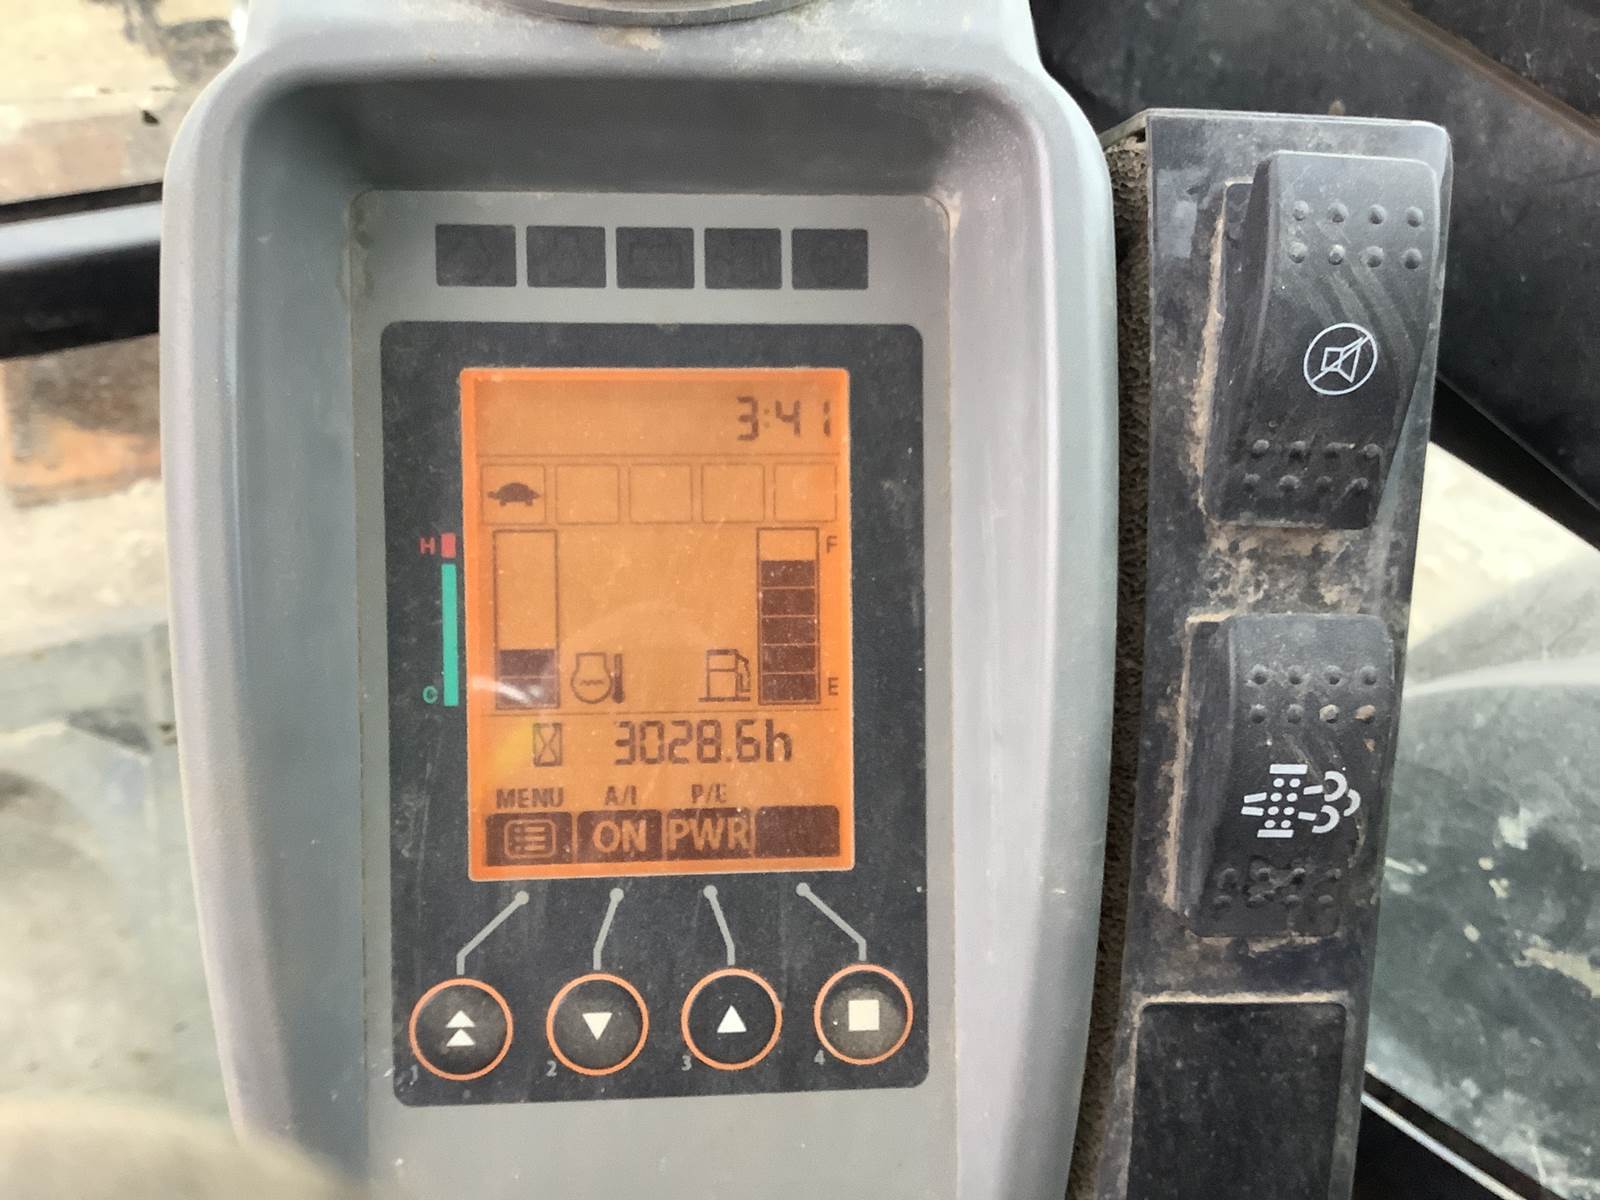 3:41
H
F
C
E
3028.6h
MENU A/I P/E
ON PWR
1 2 3 4